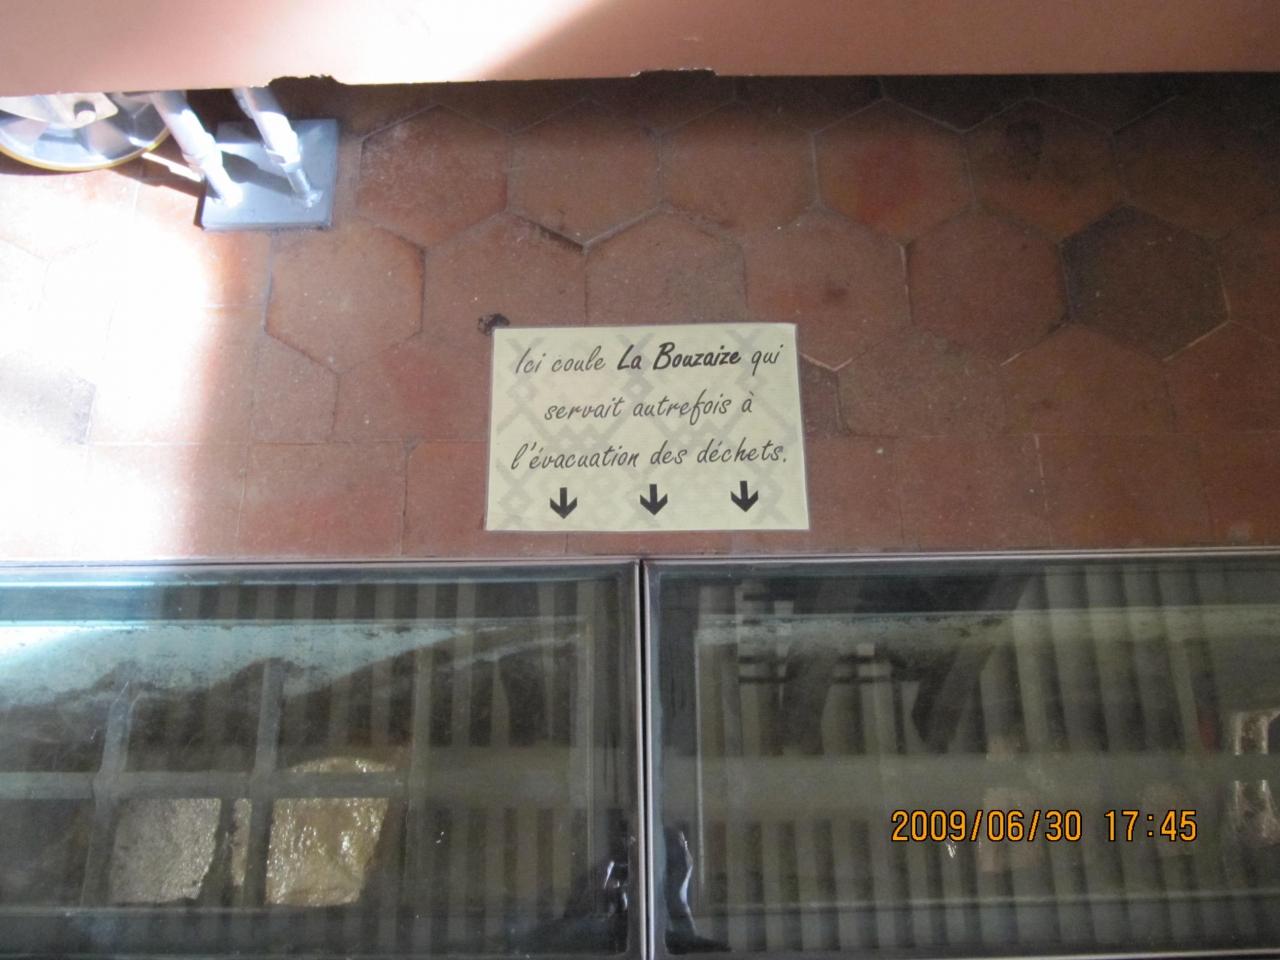 Ici coule La Bouzaize qui
servait autrefois à
l'évacuation des déchets.
2009/06/30 17:45